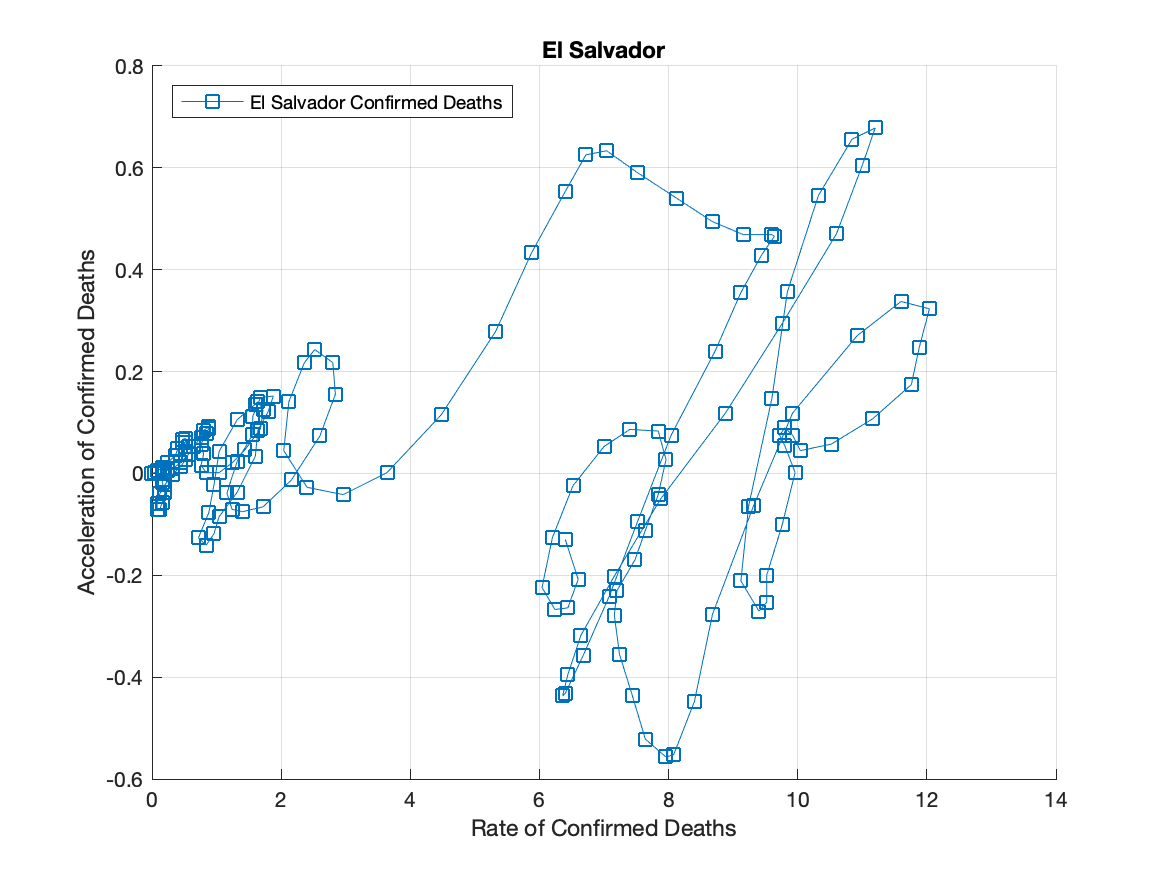 El Salvador
El Salvador Confirmed Deaths
0.8
0.6
0.4
0.2
0
-0.2
-0.4
-0.6
Acceleration of Confirmed Deaths
0 2 4 6 8 10 12 14
Rate of Confirmed Deaths